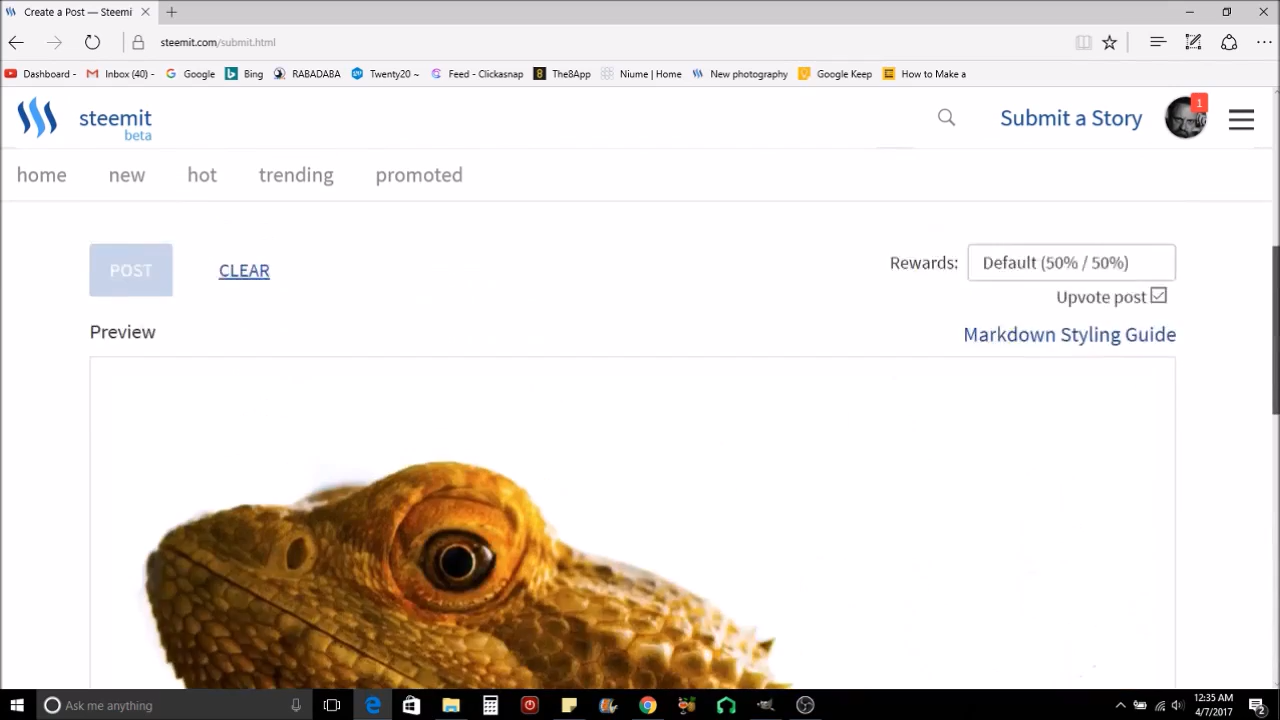 Create a Post — Steemi
steemit.com/submit.html
Dashboard - Inbox (40) - Google Bing RABADABA Twenty20 ~ Feed - Clickasnap The8App Niume | Home New photography Google Keep How to Make a
steemit
beta
Submit a Story
1
home new hot trending promoted
POST CLEAR
Rewards: Default (50% / 50%)
Upvote post
Preview
Markdown Styling Guide
Ask me anything
12:35 AM
4/7/2017
2